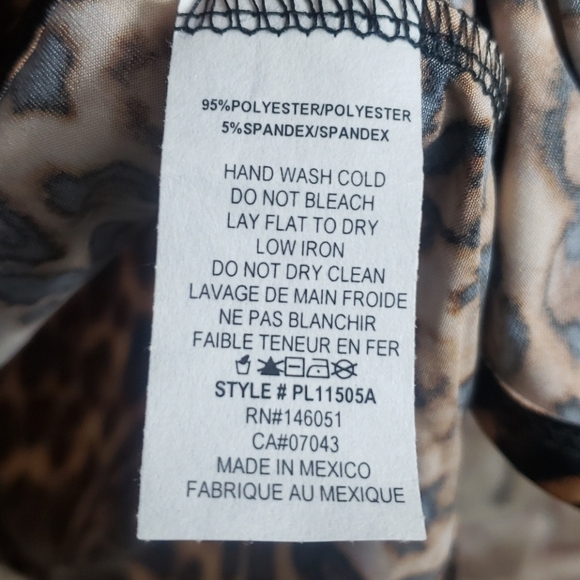 95%POLYESTER/POLYESTER
5%SPANDEX/SPANDEX
HAND WASH COLD
DO NOT BLEACH
LAY FLAT TO DRY
LOW IRON
DO NOT DRY CLEAN
LAVAGE DE MAIN FROIDE
NE PAS BLANCHIR
FAIBLE TENEUR EN FER
STYLE # PL11505A
RN#146051
CA#07043
MADE IN MEXICO
FABRIQUE AU MEXIQUE